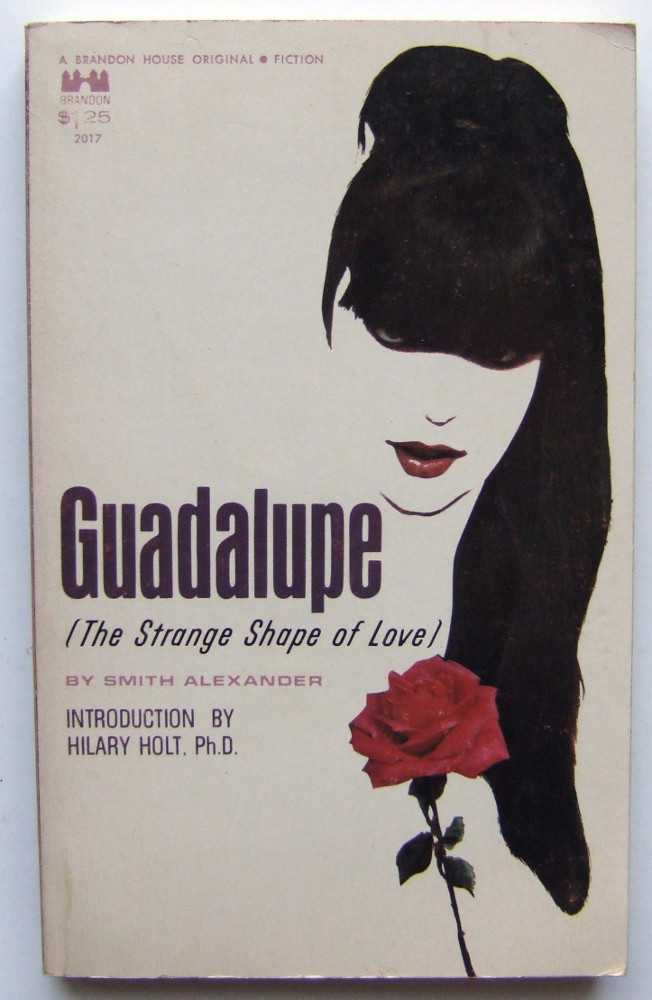 A BRANDON HOUSE ORIGINAL • FICTION
BRANDON
$1.25
2017
Guadalupe
(The Strange Shape of Love)
BY SMITH ALEXANDER
INTRODUCTION BY
HILARY HOLT, Ph.D.